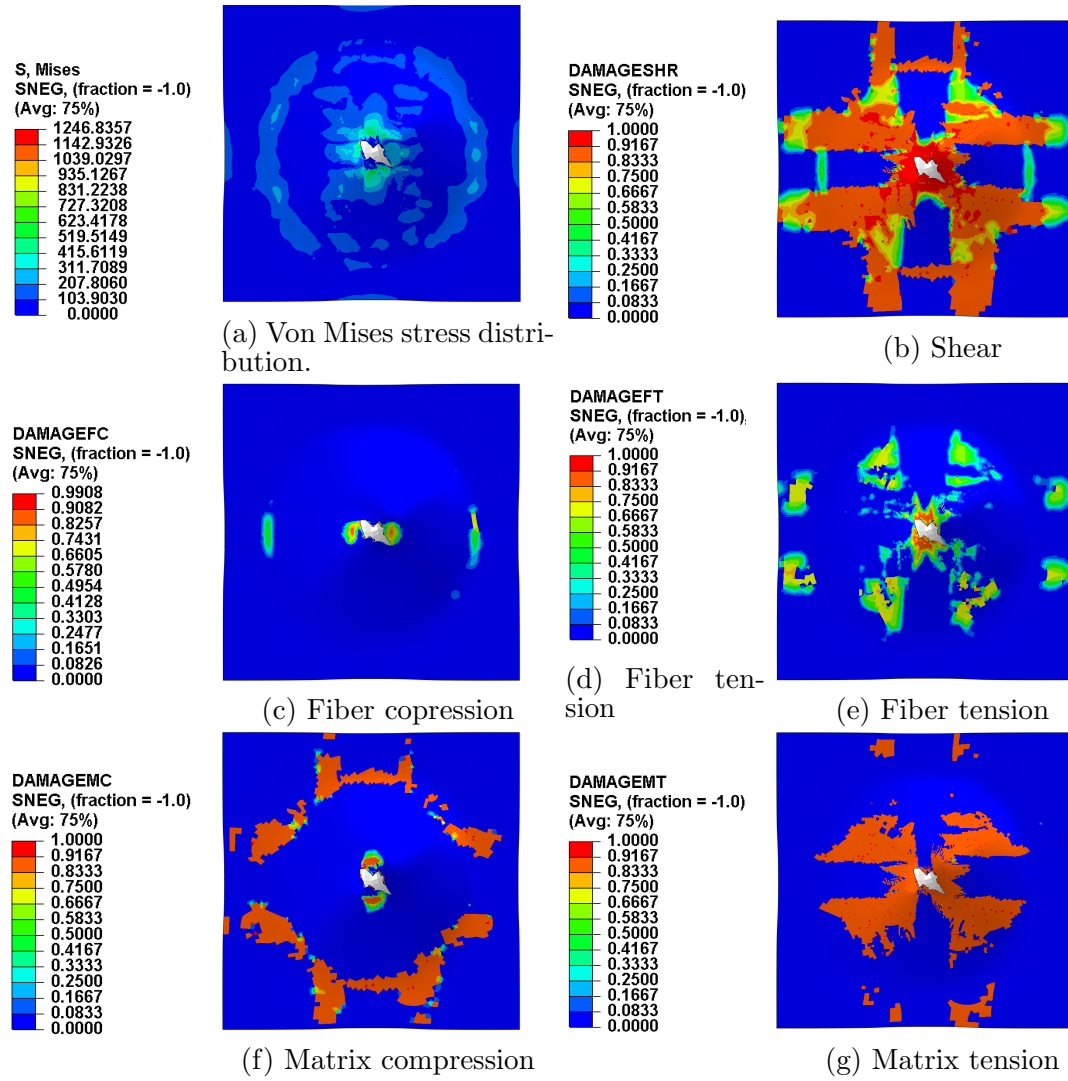 S, Mises
SNEG, (fraction = -1.0)
(Avg: 75%)
1246.8357
1142.9326
1039.0297
935.1267
831.2238
727.3208
623.4178
519.5149
415.6119
311.7089
207.8060
103.9030
0.0000
(a) Von Mises stress distri-
bution.
DAMAGESHR
SNEG, (fraction = -1.0)
(Avg: 75%)
1.0000
0.9167
0.8333
0.7500
0.6667
0.5833
0.5000
0.4167
0.3333
0.2500
0.1667
0.0833
0.0000
(b) Shear
DAMAGEFC
SNEG, (fraction = -1.0)
(Avg: 75%)
0.9908
0.9082
0.8257
0.7431
0.6605
0.5780
0.4954
0.4128
0.3303
0.2477
0.1651
0.0826
0.0000
(c) Fiber copression
DAMAGEFT
SNEG, (fraction = -1.0),
(Avg: 75%)
1.0000
0.9167
0.8333
0.7500
0.6667
0.5833
0.5000
0.4167
0.3333
0.2500
0.1667
0.0833
0.0000
(d) Fiber ten-
sion
(e) Fiber tension
DAMAGEMC
SNEG, (fraction = -1.0)
(Avg: 75%)
1.0000
0.9167
0.8333
0.7500
0.6667
0.5833
0.5000
0.4167
0.3333
0.2500
0.1667
0.0833
0.0000
(f) Matrix compression
DAMAGEMT
SNEG, (fraction = -1.0)
(Avg: 75%)
1.0000
0.9167
0.8333
0.7500
0.6667
0.5833
0.5000
0.4167
0.3333
0.2500
0.1667
0.0833
0.0000
(g) Matrix tension